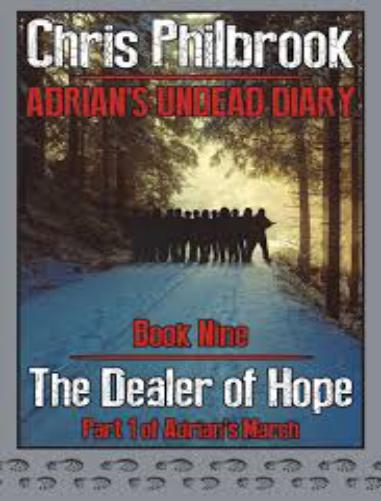 Chris Philbrook
ADRIAN'S UNDEAD DIARY
Book Nine
The Dealer of Hope
Part 1 of Adrian's March